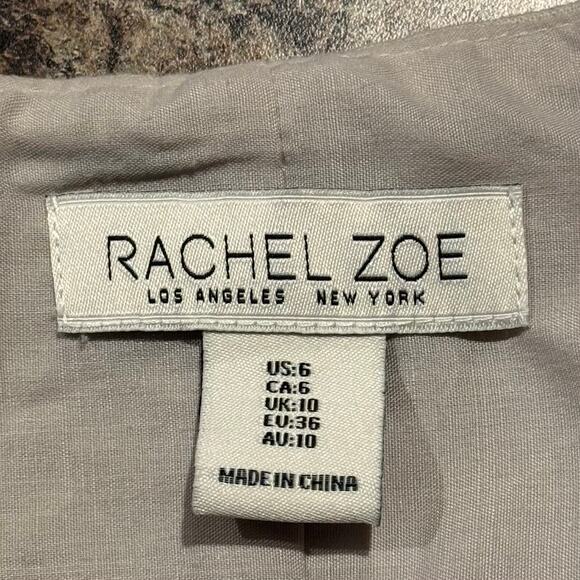 RACHEL ZOE
LOS ANGELES NEW YORK
US:6
CA:6
UK:10
EU:36
AU:10
MADE IN CHINA